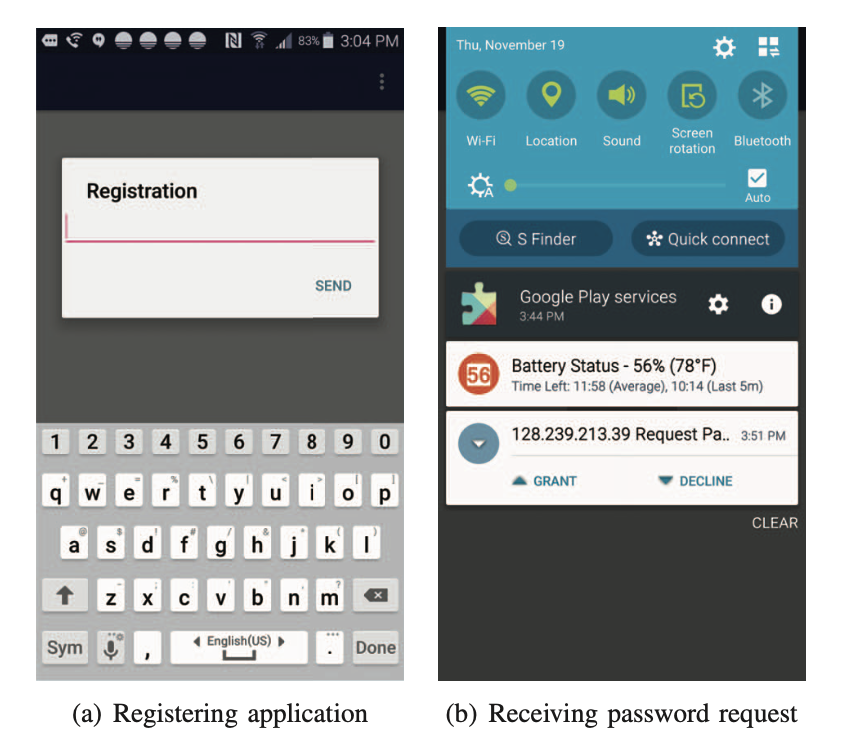 83% 3:04 PM
Registration
SEND
1 2 3 4 5 6 7 8 9 0
q w e r t y u i o p
a s d f g h j k l
z x c v b n m
Sym , English(US) . Done
(a) Registering application
Thu, November 19
Wi-Fi Location Sound Screen rotation Bluetooth
A Auto
S Finder Quick connect
Google Play services
3:44 PM
56 Battery Status - 56% (78°F)
Time Left: 11:58 (Average), 10:14 (Last 5m)
128.239.213.39 Request Pa.. 3:51 PM
GRANT DECLINE
CLEAR
(b) Receiving password request